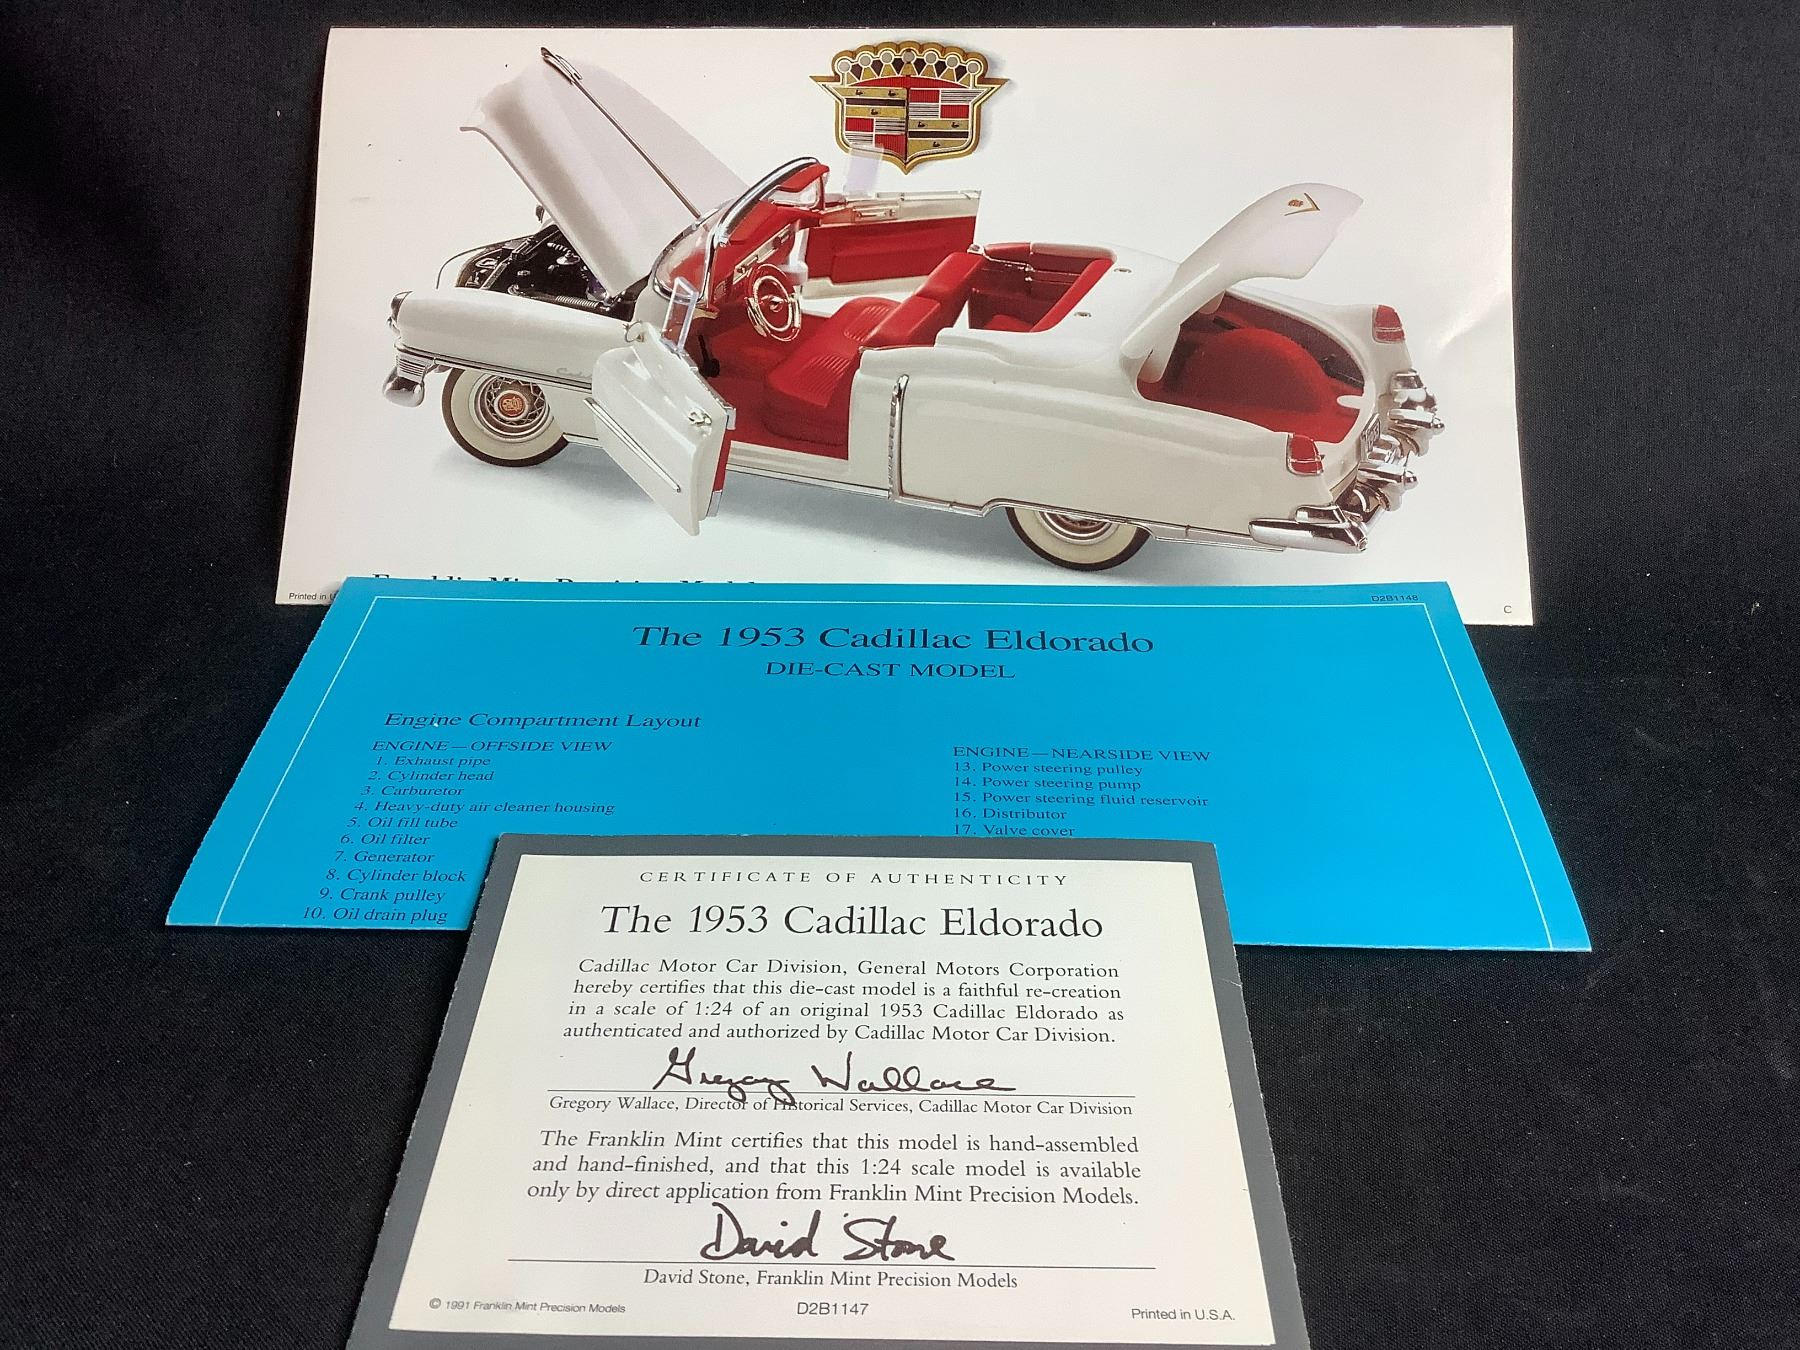 Printed in
C
D2B1148
The 1953 Cadillac Eldorado
DIE-CAST MODEL
Engine Compartment Layout
ENGINE—OFFSIDE VIEW
1. Exhaust pipe
2. Cylinder head
3. Carburetor
4. Heavy-duty air cleaner housing
5. Oil fill tube
6. Oil filter
7. Generator
8. Cylinder block
9. Crank pulley
10. Oil drain plug
ENGINE—NEARSIDE VIEW
13. Power steering pulley
14. Power steering pump
15. Power steering fluid reservoir
16. Distributor
17. Valve cover
CERTIFICATE OF AUTHENTICITY
The 1953 Cadillac Eldorado
Cadillac Motor Car Division, General Motors Corporation
hereby certifies that this die-cast model is a faithful re-creation
in a scale of 1:24 of an original 1953 Cadillac Eldorado as
authenticated and authorized by Cadillac Motor Car Division.
Gregory Wallace
Gregory Wallace, Director of Historical Services, Cadillac Motor Car Division
The Franklin Mint certifies that this model is hand-assembled
and hand-finished, and that this 1:24 scale model is available
only by direct application from Franklin Mint Precision Models.
David Stone
David Stone, Franklin Mint Precision Models
© 1991 Franklin Mint Precision Models
D2B1147
Printed in U.S.A.